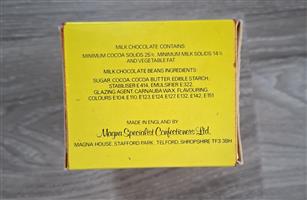 MILK CHOCOLATE CONTAINS
MINIMUM COCOA SOLIDS 25%, MINIMUM MILK SOLIDS 14%
AND VEGETABLE FAT
MILK CHOCOLATE BEANS INGREDIENTS:
SUGAR, COCOA, COCOA BUTTER, EDIBLE STARCH,
STABILISER E.414, EMULSIFIER E.322,
GLAZING AGENT, CARNAUBA WAX, FLAVOURING,
COLOURS E104, E110, E123, E124, E127, E132, E142, E151
MADE IN ENGLAND BY
Magna Specialist Confectioners Ltd.
MAGNA HOUSE, STAFFORD PARK, TELFORD, SHROPSHIRE TF3 3BH